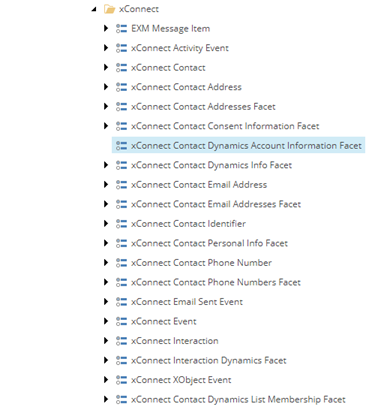 xConnect
EXM Message Item
xConnect Activity Event
xConnect Contact
xConnect Contact Address
xConnect Contact Addresses Facet
xConnect Contact Consent Information Facet
xConnect Contact Dynamics Account Information Facet
xConnect Contact Dynamics Info Facet
xConnect Contact Email Address
xConnect Contact Email Addresses Facet
xConnect Contact Identifier
xConnect Contact Personal Info Facet
xConnect Contact Phone Number
xConnect Contact Phone Numbers Facet
xConnect Email Sent Event
xConnect Event
xConnect Interaction
xConnect Interaction Dynamics Facet
xConnect XObject Event
xConnect Contact Dynamics List Membership Facet